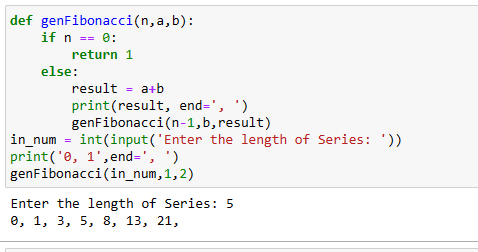 def genFibonacci(n,a,b):
    if n == 0:
        return 1
    else:
        result = a+b
        print(result, end=', ')
        genFibonacci(n-1,b,result)
in_num = int(input('Enter the length of Series: '))
print('0, 1',end=', ')
genFibonacci(in_num,1,2)
Enter the length of Series: 5
0, 1, 3, 5, 8, 13, 21,